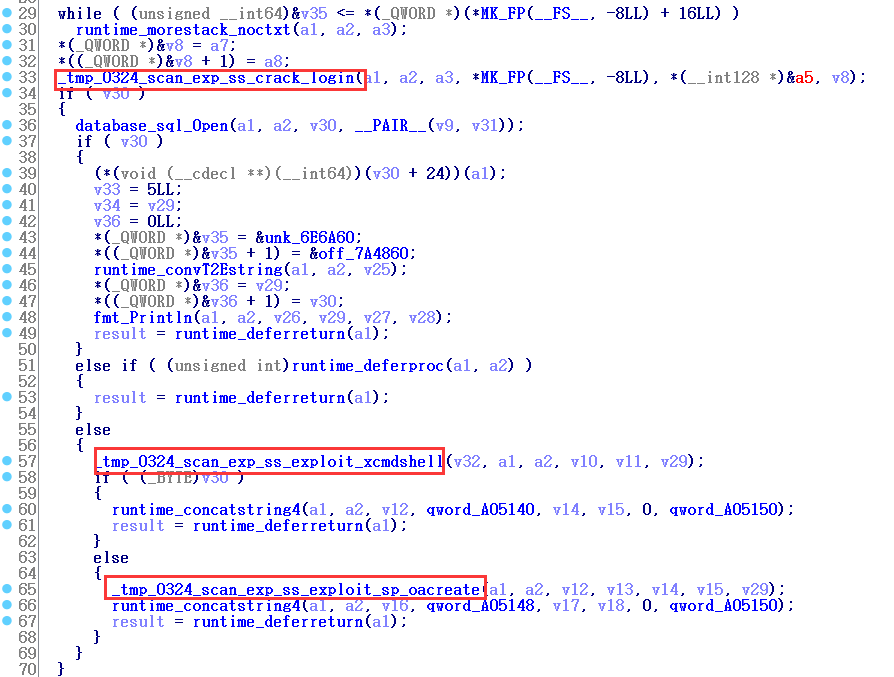 29 while ( (unsigned __int64)&v35 <= *(_QWORD *)(*MK_FP(__FS__, -8LL) + 16LL) )
30 runtime_morestack_noctxt(a1, a2, a3);
31 *(_QWORD *)&v8 = a7;
32 *((_QWORD *)&v8 + 1) = a8;
33 _tmp_0324_scan_exp_ss_crack_login(a1, a2, a3, *MK_FP(__FS__, -8LL), *(__int128 *)&a5, v8);
34 if ( v30 )
35 {
36 database_sql_Open(a1, a2, v30, __PAIR__(v9, v31));
37 if ( v30 )
38 {
39 (*(void (__cdecl **)(__int64))(v30 + 24))(a1);
40 v33 = 5LL;
41 v34 = v29;
42 v36 = 0LL;
43 *(_QWORD *)&v35 = &unk_6E6A60;
44 *((_QWORD *)&v35 + 1) = &off_7A4860;
45 runtime_convT2Estring(a1, a2, v25);
46 *(_QWORD *)&v36 = v29;
47 *((_QWORD *)&v36 + 1) = v30;
48 fmt_Println(a1, a2, v26, v29, v27, v28);
49 result = runtime_deferreturn(a1);
50 }
51 else if ( (unsigned int)runtime_deferproc(a1, a2) )
52 {
53 result = runtime_deferreturn(a1);
54 }
55 else
56 {
57 _tmp_0324_scan_exp_ss_exploit_xcmdshell(v32, a1, a2, v10, v11, v29);
58 if ( (_BYTE)v30 )
59 {
60 runtime_concatstring4(a1, a2, v12, qword_A05140, v14, v15, 0, qword_A05150);
61 result = runtime_deferreturn(a1);
62 }
63 else
64 {
65 _tmp_0324_scan_exp_ss_exploit_sp_oacreate(a1, a2, v12, v13, v14, v15, v29);
66 runtime_concatstring4(a1, a2, v16, qword_A05148, v17, v18, 0, qword_A05150);
67 result = runtime_deferreturn(a1);
68 }
69 }
70 }